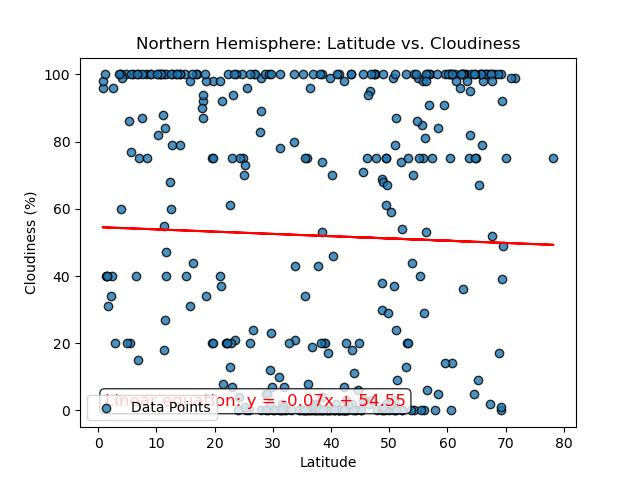 Northern Hemisphere: Latitude vs. Cloudiness
Cloudiness (%)
100
80
60
40
20
0
Linear equation: y = -0.07x + 54.55
Data Points
0 10 20 30 40 50 60 70 80
Latitude